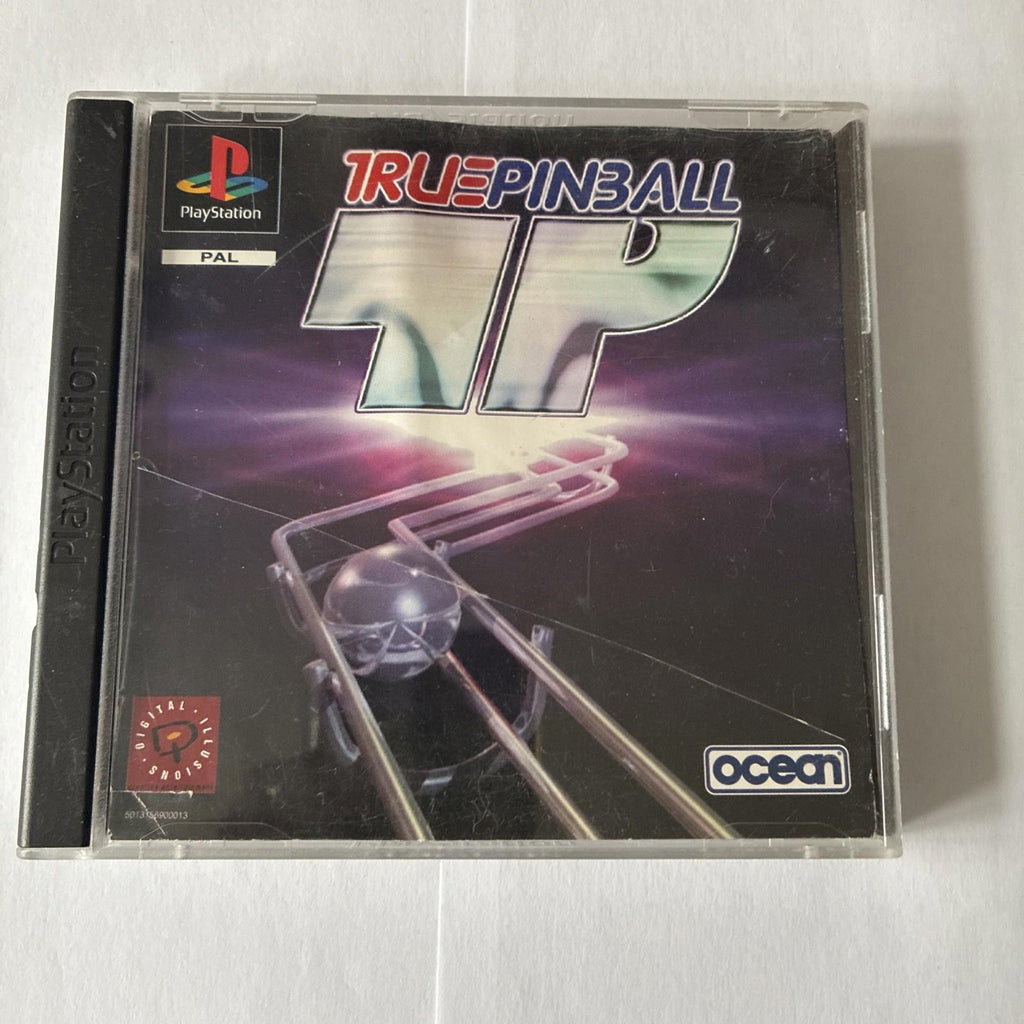 PlayStation
PAL
TRUEPINBALL
TP
PlayStation
DIGITAL · ILLUSIONS ·
ocean